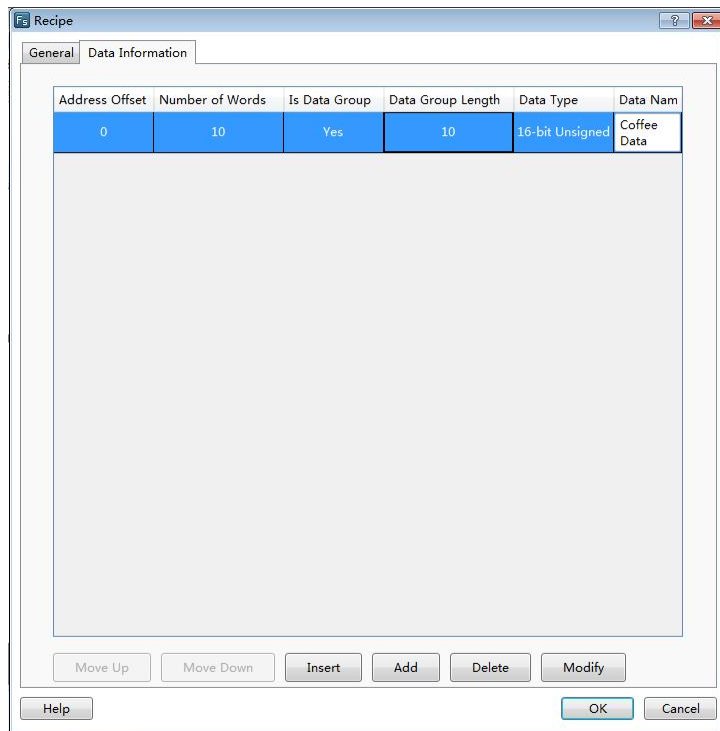 Fs Recipe
?
General Data Information
Address Offset Number of Words Is Data Group Data Group Length Data Type Data Nam
0 10 Yes 10 16-bit Unsigned Coffee
Data
Move Up Move Down Insert Add Delete Modify
Help OK Cancel